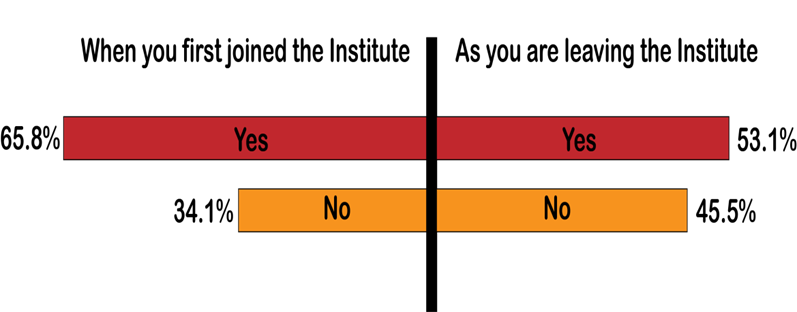 When you first joined the Institute
As you are leaving the Institute
65.8%
Yes
Yes
53.1%
34.1%
No
No
45.5%